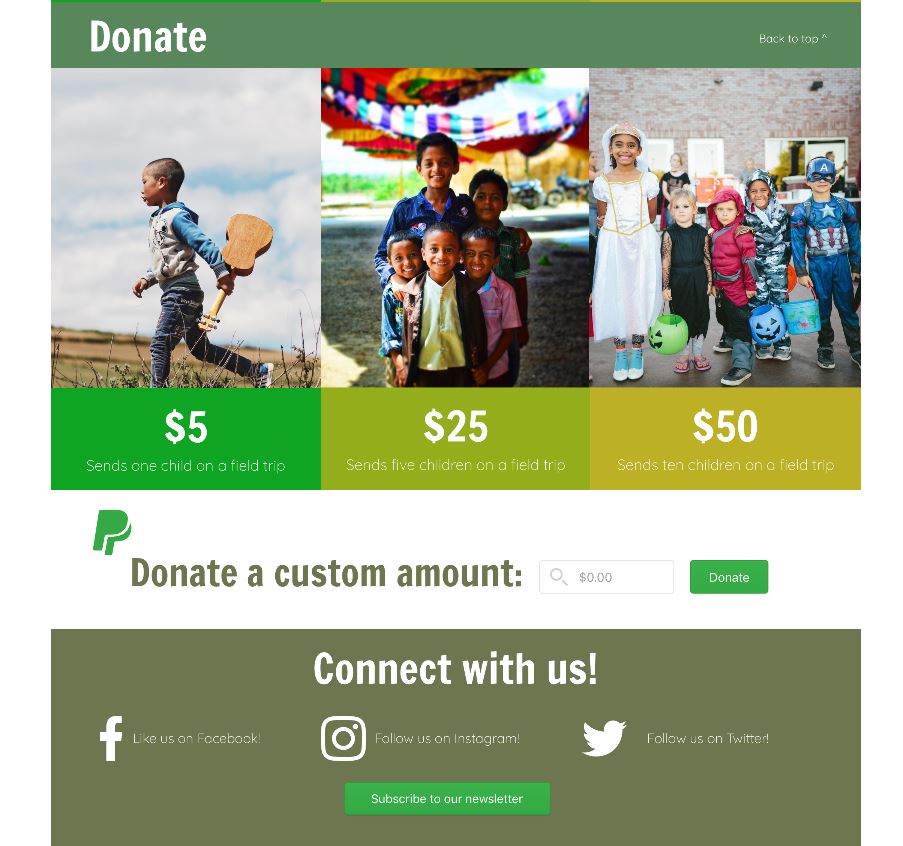 Donate
Back to top ^
$5
Sends one child on a field trip
$25
Sends five children on a field trip
$50
Sends ten children on a field trip
Donate a custom amount:
$0.00
Donate
Connect with us!
Like us on Facebook!
Follow us on Instagram!
Follow us on Twitter!
Subscribe to our newsletter